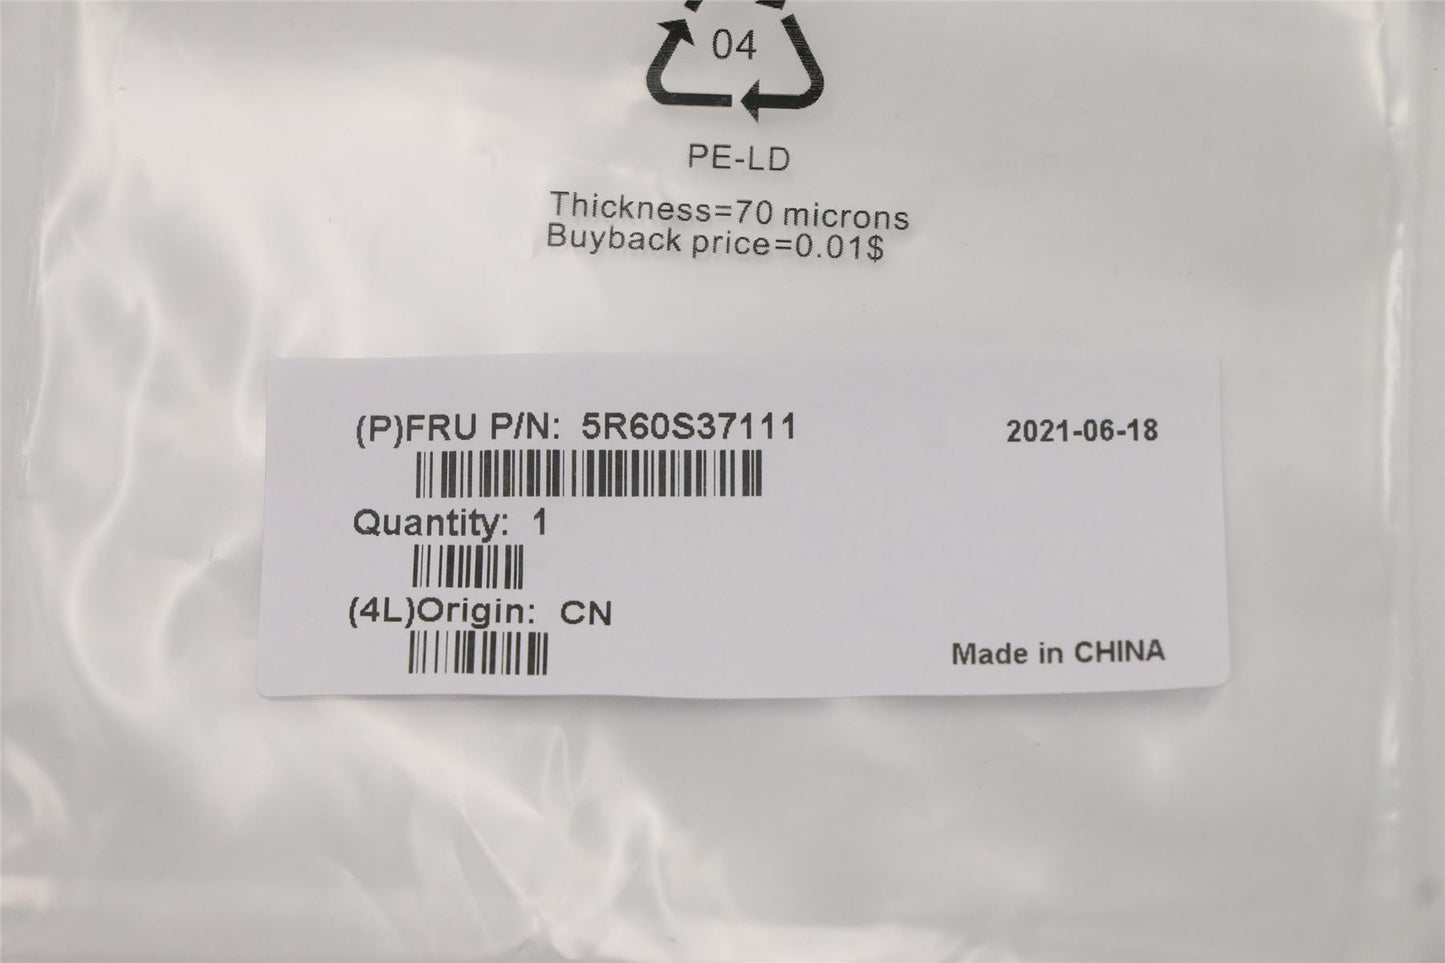 04
PE-LD
Thickness=70 microns
Buyback price=0.01$
(P)FRU P/N: 5R60S37111
2021-06-18
Quantity: 1
(4L)Origin: CN
Made in CHINA